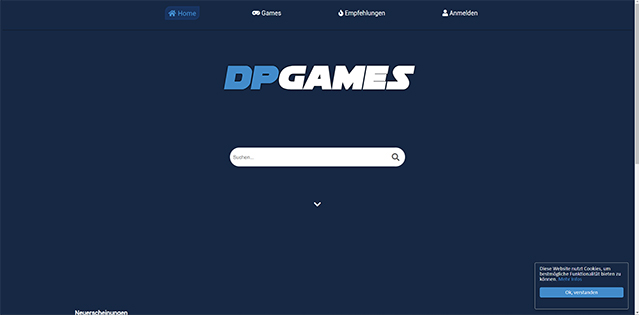 Home Games Empfehlungen Anmelden
DPGAMES
Suchen...
Diese Website nutzt Cookies, um
bestmögliche Funktionalität bieten zu
können. Mehr Infos
Ok, verstanden
Neuerscheinungen